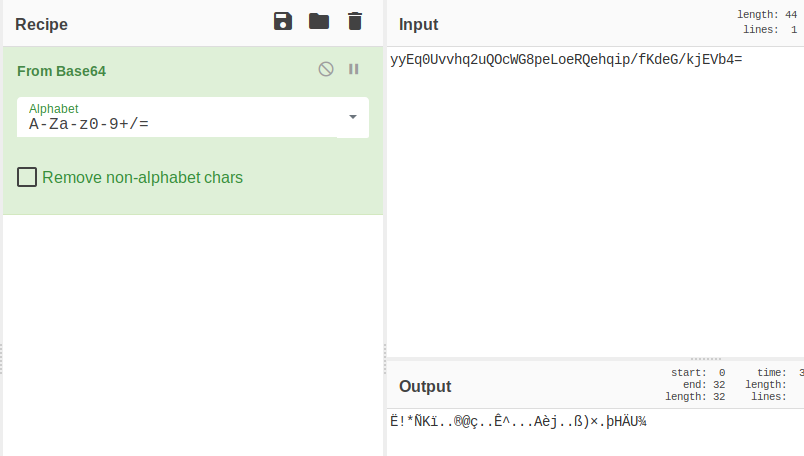 Recipe
From Base64
Alphabet
A-Za-z0-9+/=
Remove non-alphabet chars
Input
length: 44
lines: 1
yyEq0Uvvhq2uQOcWG8peLoeRQehqip/fKdeG/kjEVb4=
Output
start: 0
end: 32
length: 32
time: 3
length:
lines:
Ë!*ÑKï..®@ç..Ê^...Aèj..ß)×.þHÄU¾